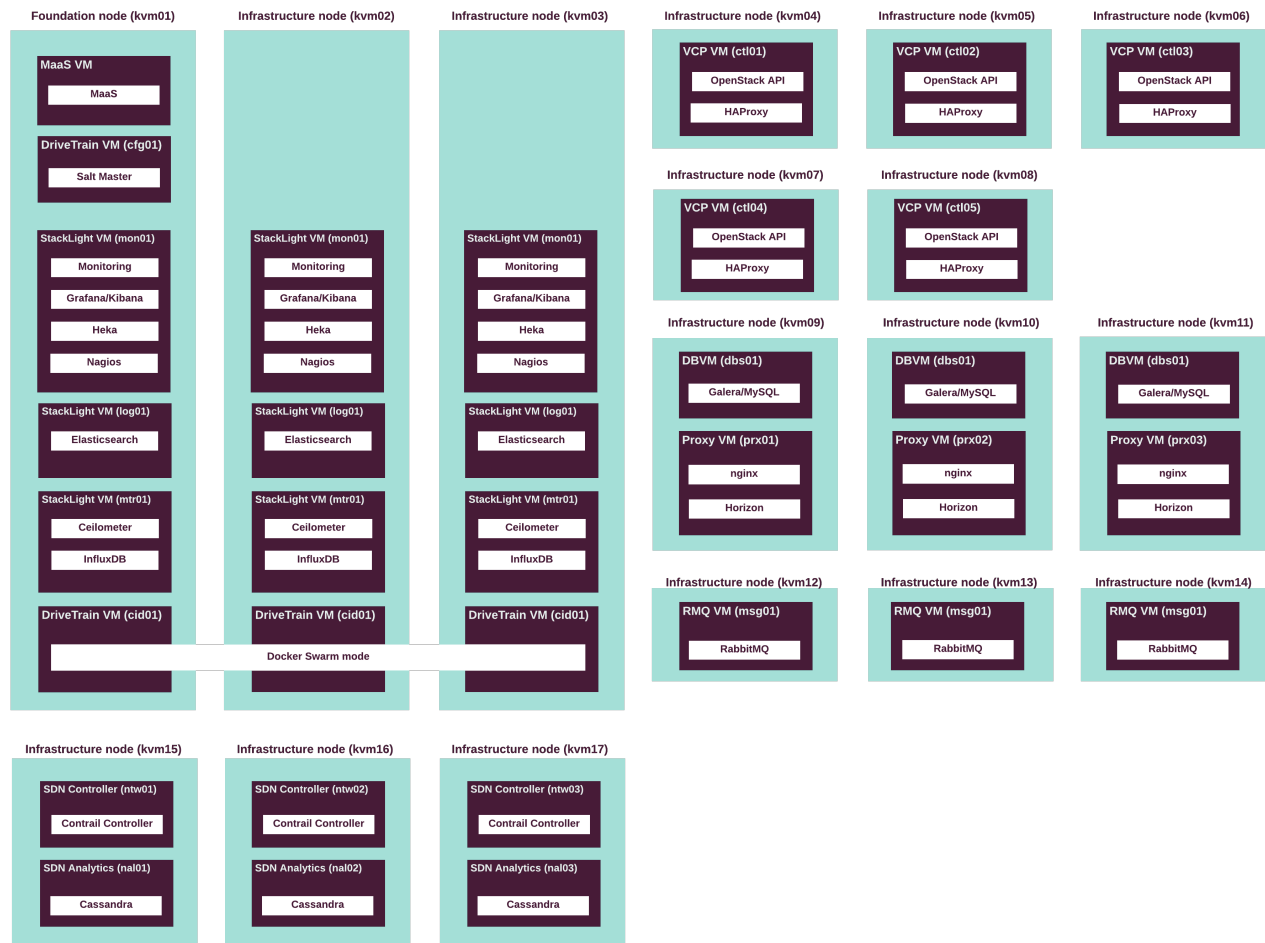 Foundation node (kvm01)
MaaS VM
MaaS
DriveTrain VM (cfg01)
Salt Master
StackLight VM (mon01)
Monitoring
Grafana/Kibana
Heka
Nagios
StackLight VM (log01)
Elasticsearch
StackLight VM (mtr01)
Ceilometer
InfluxDB
DriveTrain VM (cid01)
Infrastructure node (kvm02)
StackLight VM (mon01)
Monitoring
Grafana/Kibana
Heka
Nagios
StackLight VM (log01)
Elasticsearch
StackLight VM (mtr01)
Ceilometer
InfluxDB
DriveTrain VM (cid01)
Docker Swarm mode
Infrastructure node (kvm03)
StackLight VM (mon01)
Monitoring
Grafana/Kibana
Heka
Nagios
StackLight VM (log01)
Elasticsearch
StackLight VM (mtr01)
Ceilometer
InfluxDB
DriveTrain VM (cid01)
Infrastructure node (kvm04)
VCP VM (ctl01)
OpenStack API
HAProxy
Infrastructure node (kvm05)
VCP VM (ctl02)
OpenStack API
HAProxy
Infrastructure node (kvm06)
VCP VM (ctl03)
OpenStack API
HAProxy
Infrastructure node (kvm07)
VCP VM (ctl04)
OpenStack API
HAProxy
Infrastructure node (kvm08)
VCP VM (ctl05)
OpenStack API
HAProxy
Infrastructure node (kvm09)
DBVM (dbs01)
Galera/MySQL
Proxy VM (prx01)
nginx
Horizon
Infrastructure node (kvm10)
DBVM (dbs01)
Galera/MySQL
Proxy VM (prx02)
nginx
Horizon
Infrastructure node (kvm11)
DBVM (dbs01)
Galera/MySQL
Proxy VM (prx03)
nginx
Horizon
Infrastructure node (kvm12)
RMQ VM (msg01)
RabbitMQ
Infrastructure node (kvm13)
RMQ VM (msg01)
RabbitMQ
Infrastructure node (kvm14)
RMQ VM (msg01)
RabbitMQ
Infrastructure node (kvm15)
SDN Controller (ntw01)
Contrail Controller
SDN Analytics (nal01)
Cassandra
Infrastructure node (kvm16)
SDN Controller (ntw02)
Contrail Controller
SDN Analytics (nal02)
Cassandra
Infrastructure node (kvm17)
SDN Controller (ntw03)
Contrail Controller
SDN Analytics (nal03)
Cassandra